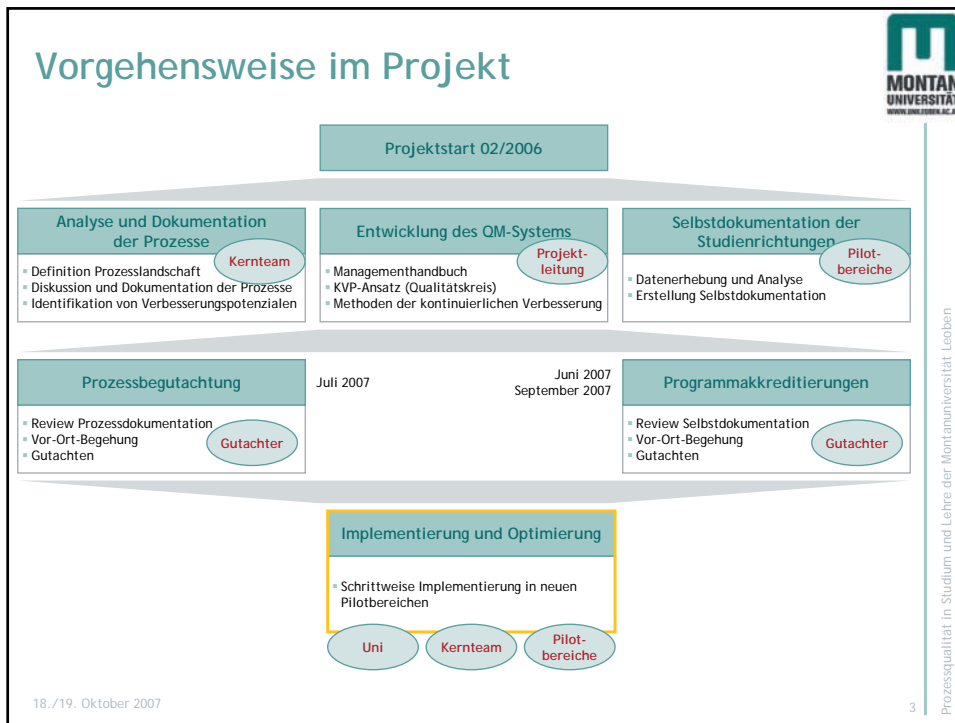 Vorgehensweise im Projekt
MONTAN
UNIVERSITÄT
Projektstart 02/2006
Analyse und Dokumentation
der Prozesse
Kernteam
Definition Prozesslandschaft
Diskussion und Dokumentation der Prozesse
Identifikation von Verbesserungspotenzialen
Entwicklung des QM-Systems
Projekt-
leitung
Managementhandbuch
KVP-Ansatz (Qualitätskreis)
Methoden der kontinuierlichen Verbesserung
Selbstdokumentation der
Studienrichtungen
Pilot-
bereiche
Datenerhebung und Analyse
Erstellung Selbstdokumentation
Prozessbegutachtung
Review Prozessdokumentation
Vor-Ort-Begehung
Gutachten
Gutachter
Juli 2007
Juni 2007
September 2007
Programmakkreditierungen
Review Selbstdokumentation
Vor-Ort-Begehung
Gutachten
Gutachter
Implementierung und Optimierung
Schrittweise Implementierung in neuen
Pilotbereichen
Uni
Kernteam
Pilot-
bereiche
18./19. Oktober 2007
3
Prozessqualität in Studium und Lehre der Montanuniversität Leoben